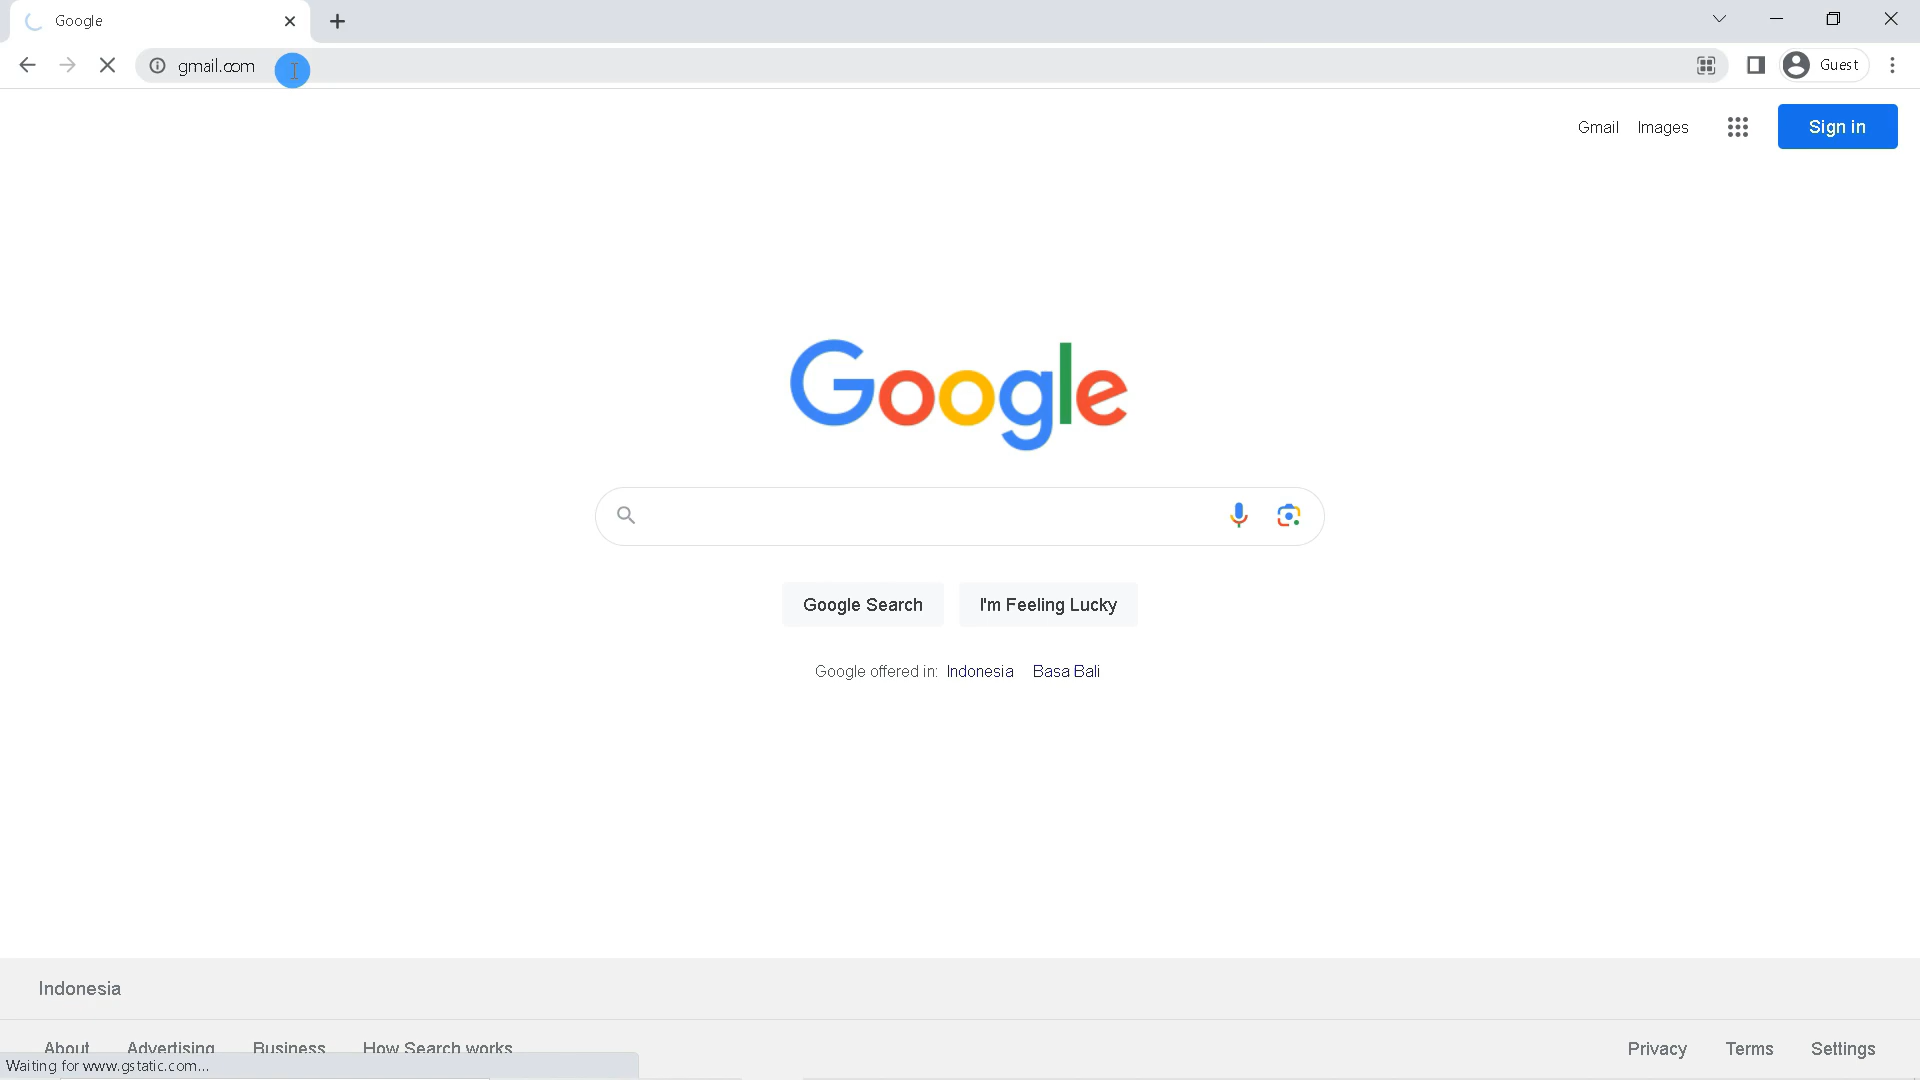 Google
gmail.com
Guest
Gmail Images Sign in
Google
Google Search I'm Feeling Lucky
Google offered in: Indonesia Basa Bali
Indonesia
About Advertising Business How Search works Privacy Terms Settings
Waiting for www.gstatic.com...